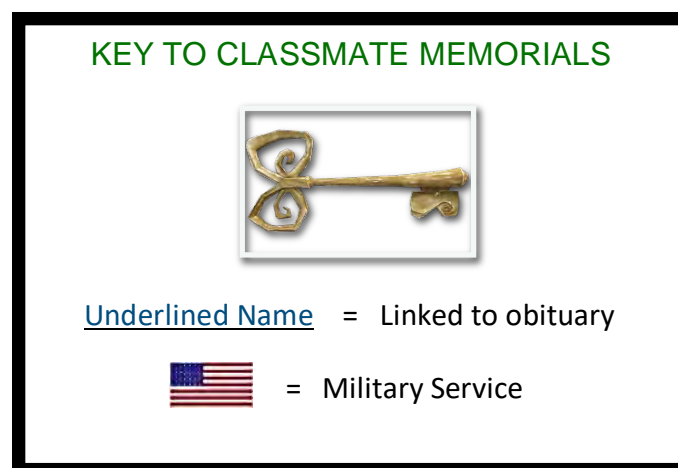 KEY TO CLASSMATE MEMORIALS
Underlined Name = Linked to obituary
= Military Service